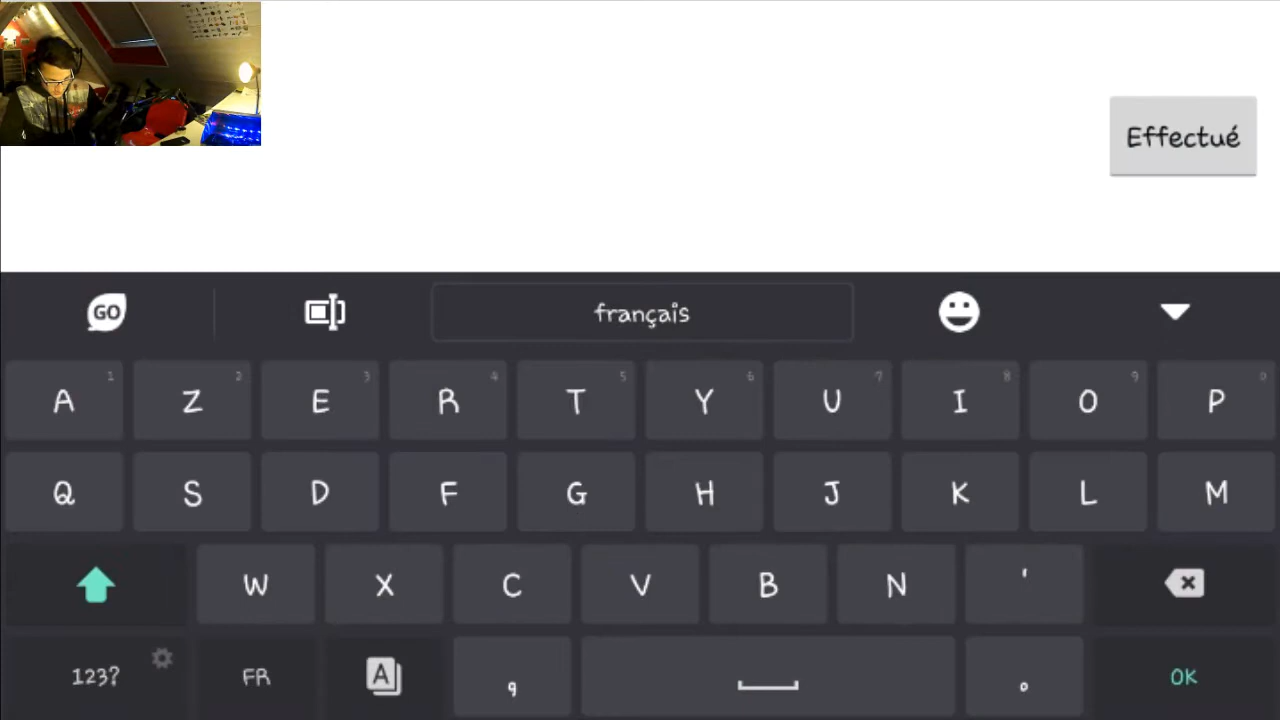 Effectué
GO français
1 2 3 4 5 6 7 8 9 0
A Z E R T Y U I O P
Q S D F G H J K L M
W X C V B N '
123? FR A , . OK